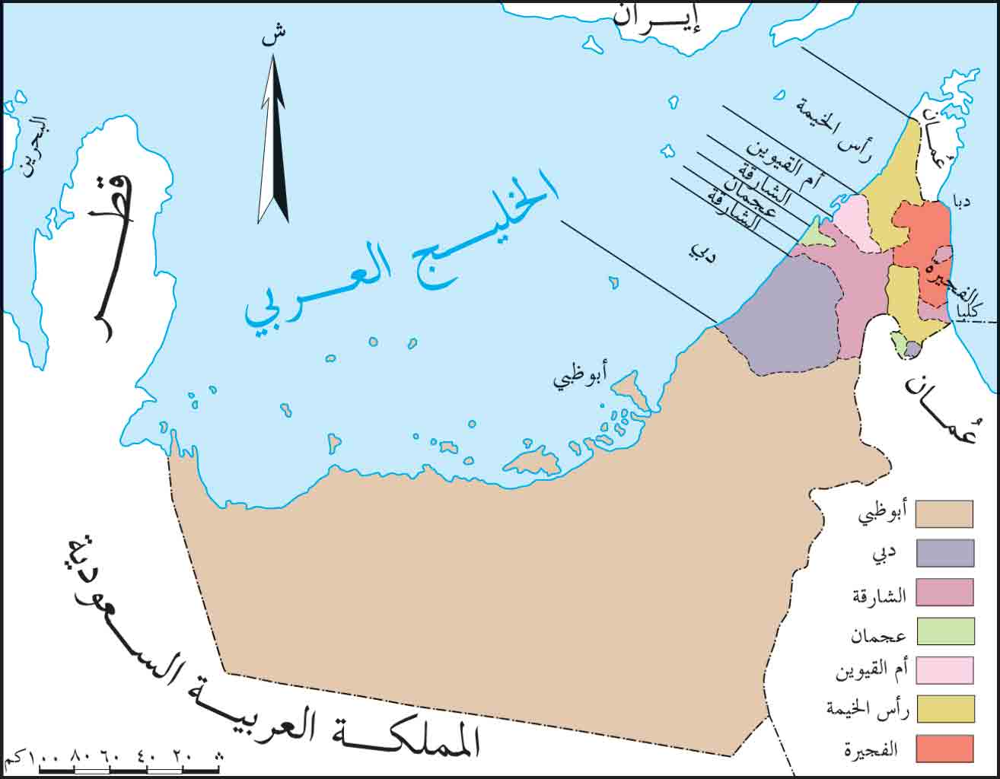 إيران
ش
البحرين
قطر
الخليج العربي
رأس الخيمة
أم القيوين
الشارقة
عجمان
الشارقة
دبي
عُمان
دبا
الفجيرة
كلبا
أبوظبي
عُمان
المملكة العربية السعودية
أبوظبي
دبي
الشارقة
عجمان
أم القيوين
رأس الخيمة
الفجيرة
١٠٠كم ٨٠ ٦٠ ٤٠ ٢٠